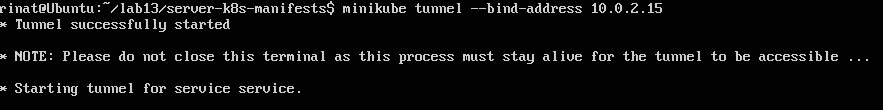 rinat@Ubuntu:~/lab13/server-k8s-manifests$ minikube tunnel --bind-address 10.0.2.15
* Tunnel successfully started
* NOTE: Please do not close this terminal as this process must stay alive for the tunnel to be accessible ...
* Starting tunnel for service service.